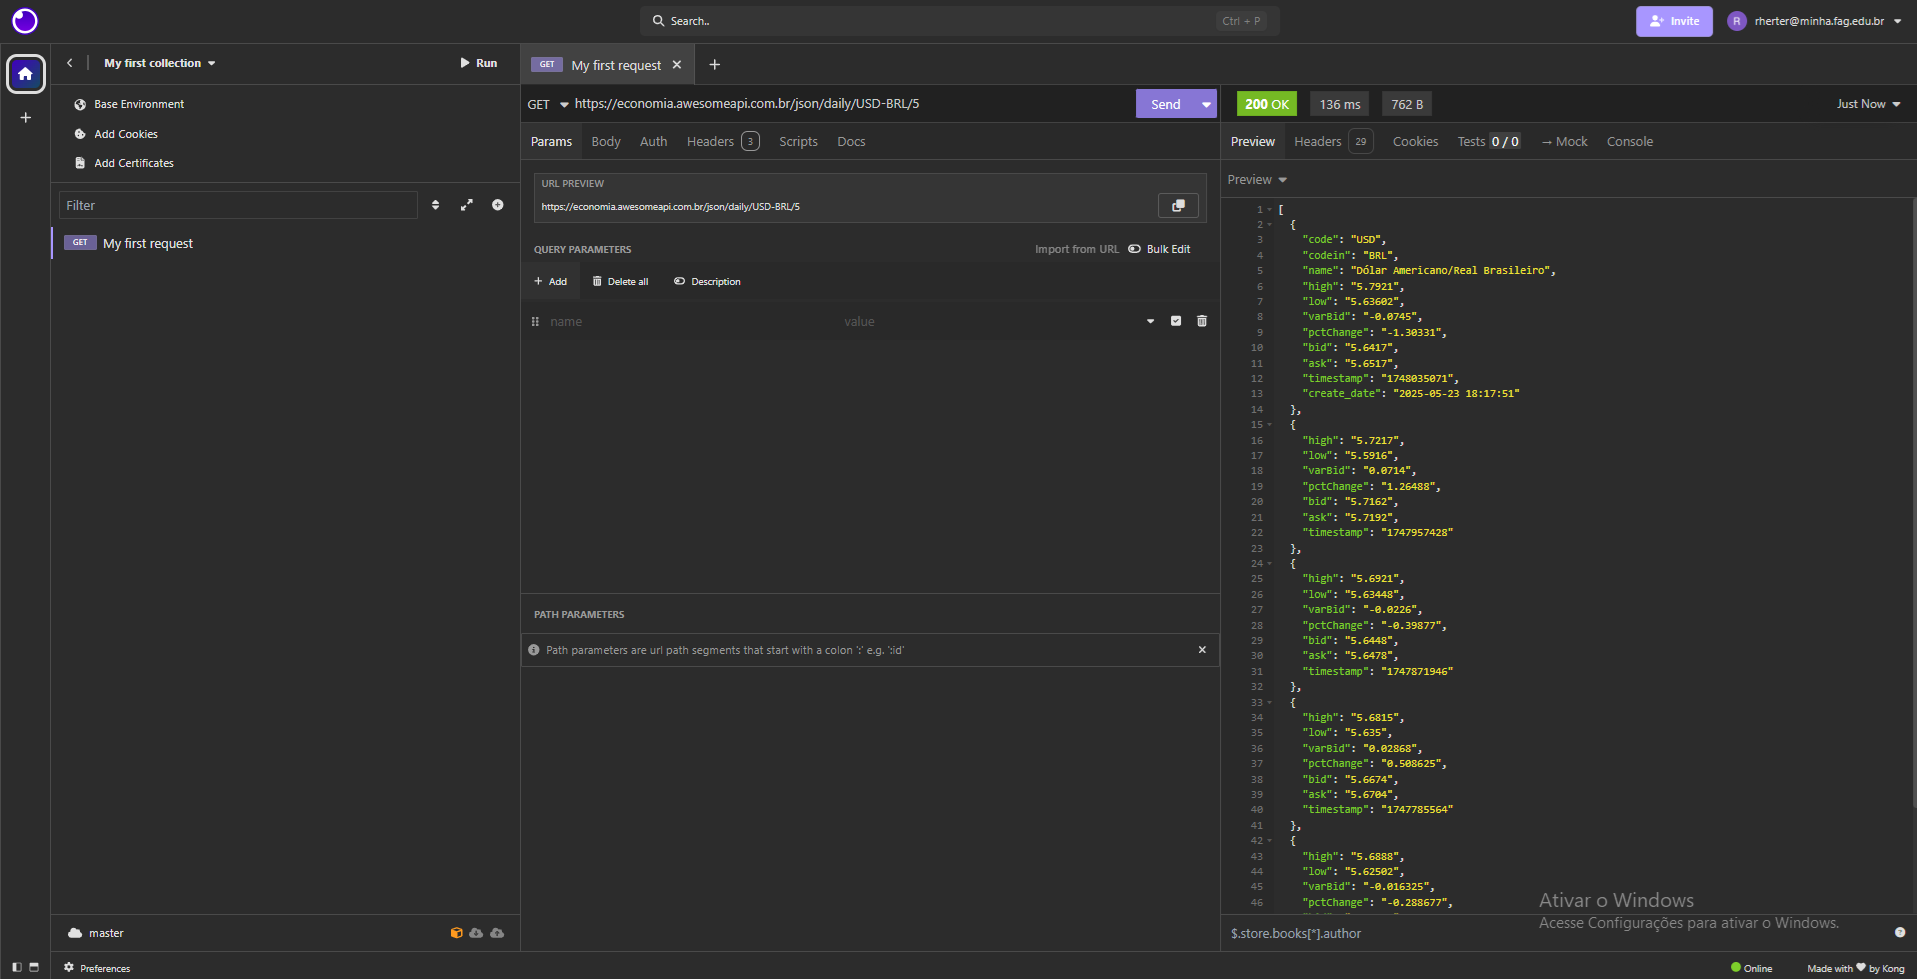 Search..
Ctrl + P
Invite
R
rherter@minha.fag.edu.br
My first collection
Run
Base Environment
Add Cookies
Add Certificates
Filter
GET My first request
master
Preferences
GET My first request
GET https://economia.awesomeapi.com.br/json/daily/USD-BRL/5
Send
Params Body Auth Headers 3 Scripts Docs
URL PREVIEW
https://economia.awesomeapi.com.br/json/daily/USD-BRL/5
QUERY PARAMETERS
Import from URL Bulk Edit
Add Delete all Description
name value
PATH PARAMETERS
Path parameters are url path segments that start with a colon ':' e.g. ':id'
200 OK 136 ms 762 B
Just Now
Preview Headers 29 Cookies Tests 0 / 0 → Mock Console
Preview
1 [
2 {
3 "code": "USD",
4 "codein": "BRL",
5 "name": "Dólar Americano/Real Brasileiro",
6 "high": "5.7921",
7 "low": "5.63602",
8 "varBid": "-0.0745",
9 "pctChange": "-1.30331",
10 "bid": "5.6417",
11 "ask": "5.6517",
12 "timestamp": "1748035071",
13 "create_date": "2025-05-23 18:17:51"
14 },
15 {
16 "high": "5.7217",
17 "low": "5.5916",
18 "varBid": "0.0714",
19 "pctChange": "1.26488",
20 "bid": "5.7162",
21 "ask": "5.7192",
22 "timestamp": "1747957428"
23 },
24 {
25 "high": "5.6921",
26 "low": "5.63448",
27 "varBid": "-0.0226",
28 "pctChange": "-0.39877",
29 "bid": "5.6448",
30 "ask": "5.6478",
31 "timestamp": "1747871946"
32 },
33 {
34 "high": "5.6815",
35 "low": "5.635",
36 "varBid": "0.02868",
37 "pctChange": "0.508625",
38 "bid": "5.6674",
39 "ask": "5.6704",
40 "timestamp": "1747785564"
41 },
42 {
43 "high": "5.6888",
44 "low": "5.62502",
45 "varBid": "-0.016325",
46 "pctChange": "-0.288677",
Ativar o Windows
Acesse Configurações para ativar o Windows.
$.store.books[*].author
Online
Made with by Kong